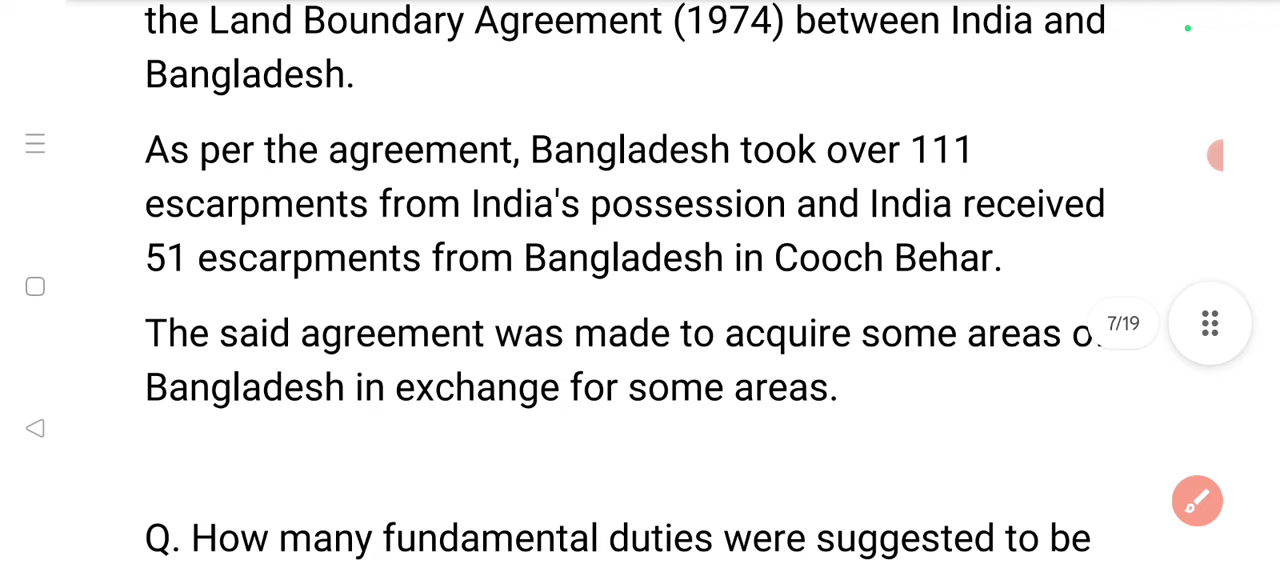 the Land Boundary Agreement (1974) between India and
Bangladesh.
As per the agreement, Bangladesh took over 111
escarpments from India's possession and India received
51 escarpments from Bangladesh in Cooch Behar.
The said agreement was made to acquire some areas
7/19
Bangladesh in exchange for some areas.
Q. How many fundamental duties were suggested to be